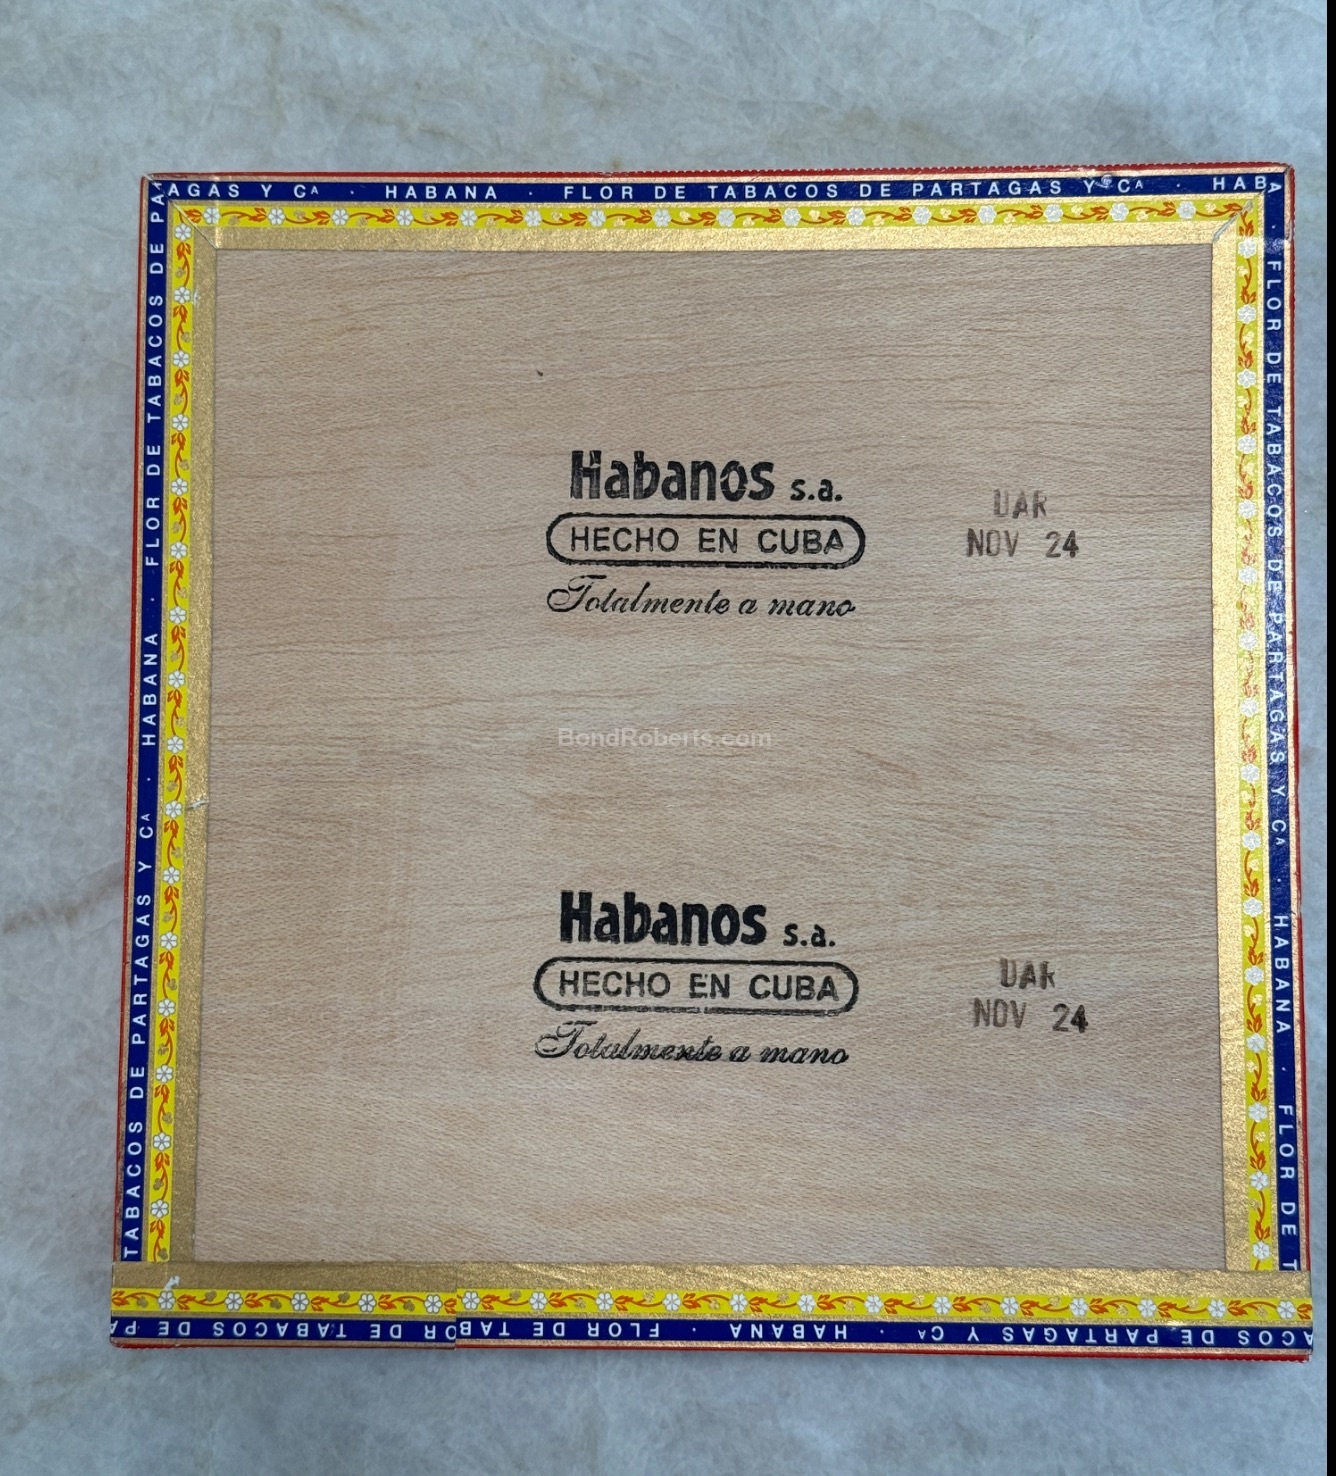 AGAS Y Cª · HABANA · FLOR DE TABACOS DE PARTAGAS Y Cª · HABA
· FLOR DE TABACOS DE PARTAGAS Y Cª · HABANA · FLOR DE T
TABACOS DE PARTAGAS Y Cª · HABANA · FLOR DE TABACOS DE PA
Habanos s.a.
HECHO EN CUBA
Totalmente a mano
UAR
NOV 24
BondRoberts.com
Habanos s.a.
HECHO EN CUBA
Totalmente a mano
UAR
NOV 24
ACOS DE PARTAGAS Y Cª · HABANA · FLOR DE TAB
OR DE TABACOS DE PA